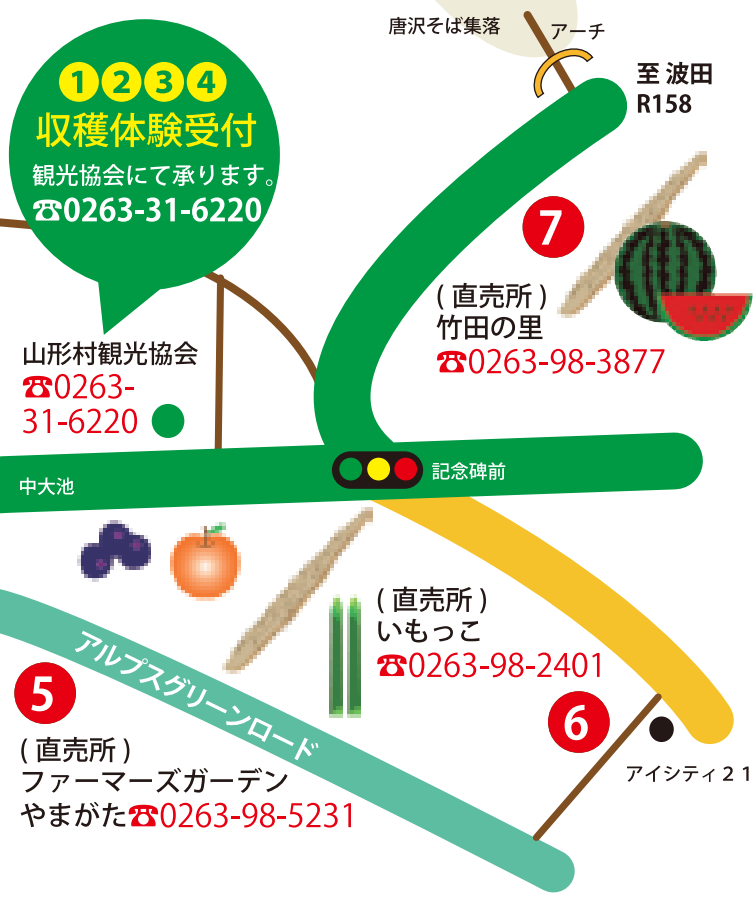 唐沢そば集落
アーチ
至 波田
R158
1 2 3 4
収穫体験受付
観光協会にて承ります。
☎0263-31-6220
7
( 直売所 )
竹田の里
☎0263-98-3877
山形村観光協会
☎0263-
31-6220
記念碑前
中大池
( 直売所 )
いもっこ
☎0263-98-2401
アルプスグリーンロード
5
6
( 直売所 )
ファーマーズガーデン
やまがた☎0263-98-5231
アイシティ２１